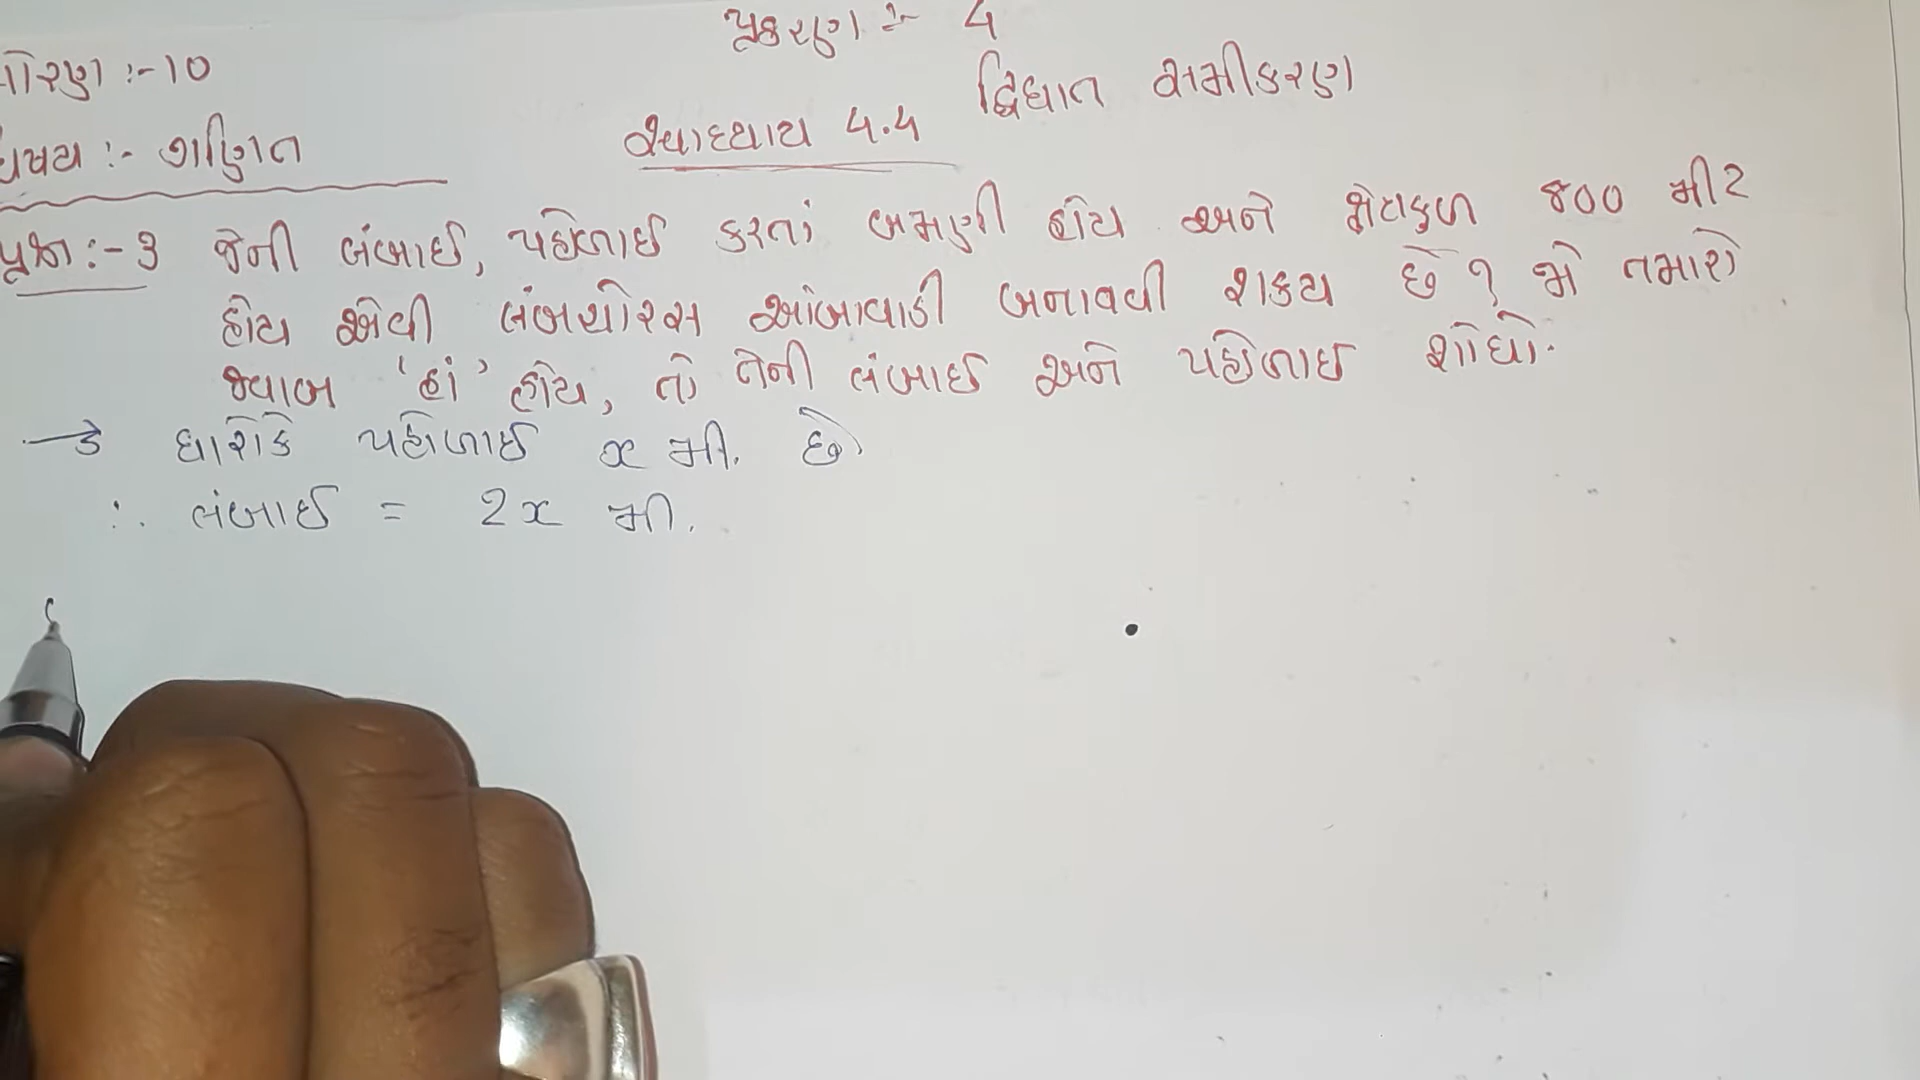 પ્રકરણ :- 4
ધોરણ :- 10
દ્વિઘાત સમીકરણ
વિષય :- ગણિત
સ્વાધ્યાય 4.4
પ્રશ્ન :- 3 જેની લંબાઈ, પહોળાઈ કરતાં બમણી હોય અને ક્ષેત્રફળ ૪00 મી2
હોય એવી લંબચોરસ આંબાવાડી બનાવવી શક્ય છે ? જો તમારો
જવાબ 'હાં' હોય, તો તેની લંબાઈ અને પહોળાઈ શોધો.
→ ધારોકે પહોળાઈ x મી. છે
∴ લંબાઈ = 2x મી.